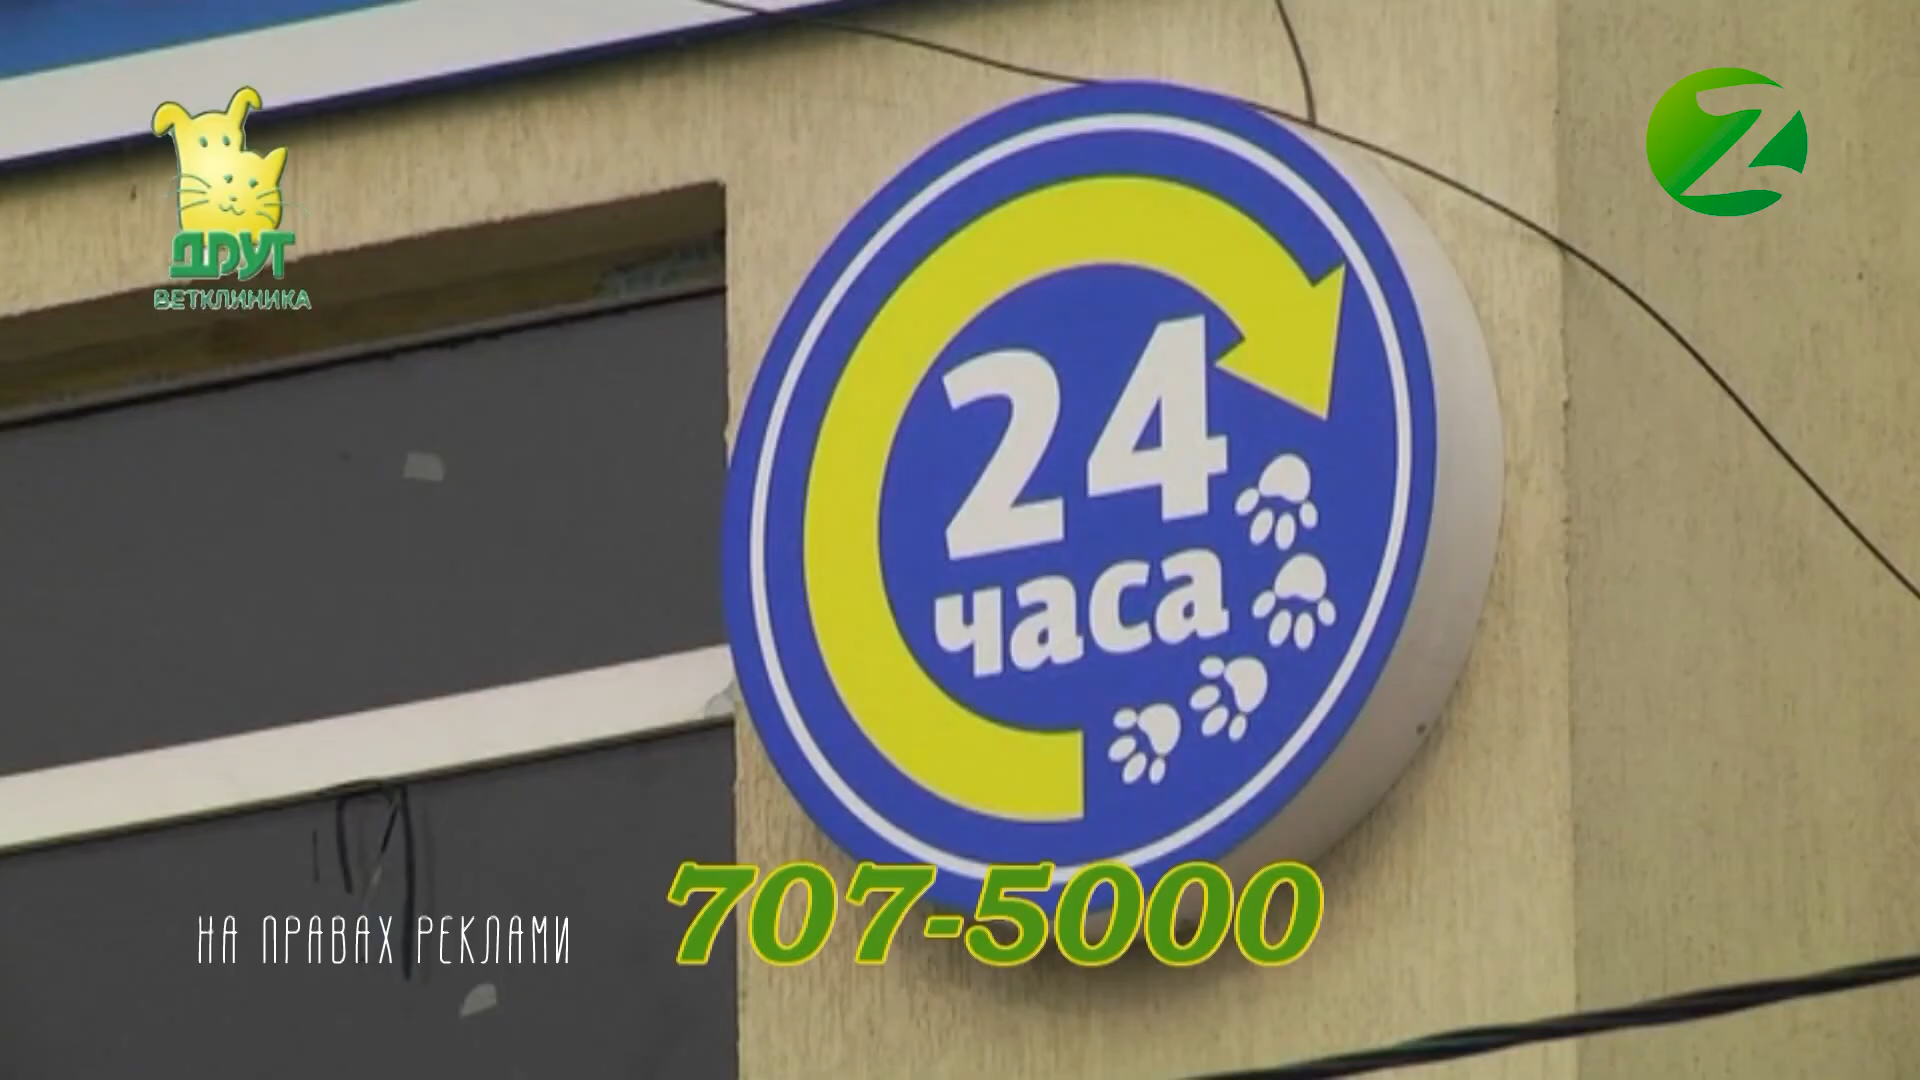 ДРУГ
ВЕТКЛИНИКА
Z
24
часа
707-5000
НА ПРАВАХ РЕКЛАМИ